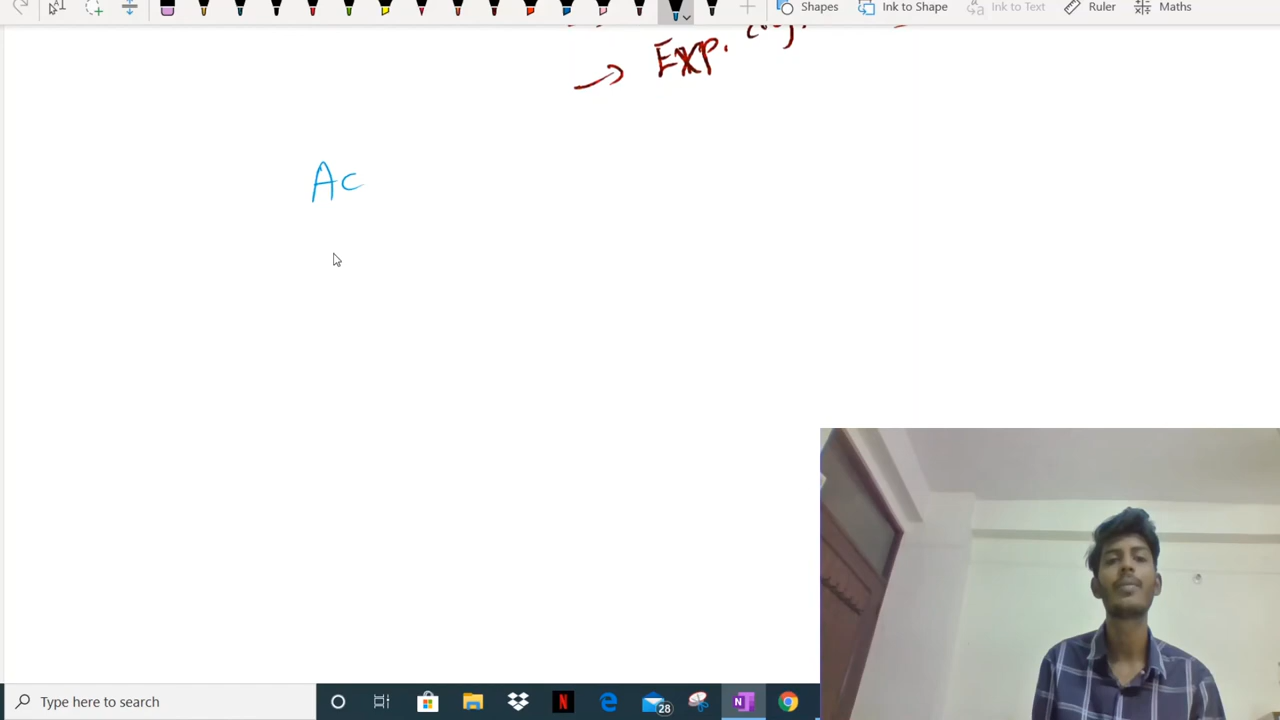 Shapes Ink to Shape Ink to Text Ruler Maths
→ Exp.
Ac
Type here to search
28